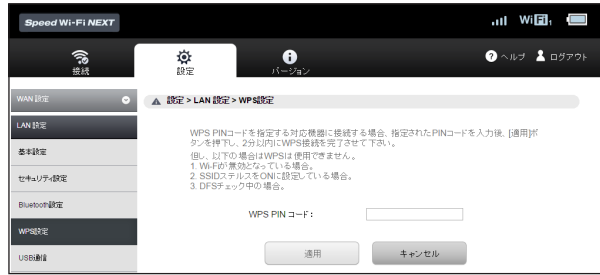 Speed Wi-Fi NEXT
WiFi 1
接続
設定
バージョン
? ヘルプ
ログアウト
WAN 設定
設定 > LAN 設定 > WPS設定
LAN 設定
基本設定
セキュリティ設定
Bluetooth設定
WPS設定
USB通信
WPS PINコードを指定する対応機器に接続する場合、指定されたPINコードを入力後、[適用]ボ
タンを押下し、2分以内にWPS接続を完了させて下さい。
但し、以下の場合はWPSは使用できません。
1. Wi-Fiが無効となっている場合。
2. SSIDステルスをONに設定している場合。
3. DFSチェック中の場合。
WPS PIN コード:
適用
キャンセル